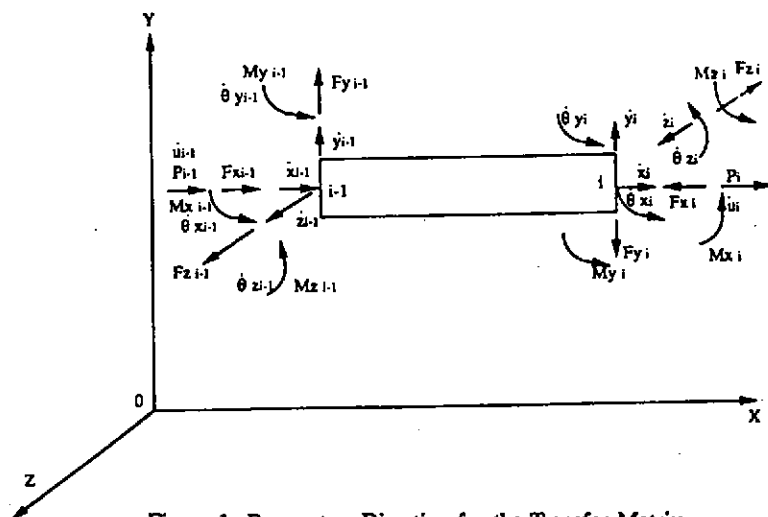 Y
My i-1
Fy i-1
θ̇ yi-1
ẏi-1
u̇i-1
Pi-1
Fxi-1
ẋi-1
i-1
Mx i-1
θ̇ xi-1
żi-1
Fz i-1
θ̇ zi-1
Mz i-1
Mz i
Fz i
θ̇ yi
ẏi
żi
θ̇ zi
i
ẋi
Pi
θ̇ xi
Fx i
u̇i
My i
Fy i
Mx i
0
X
Z